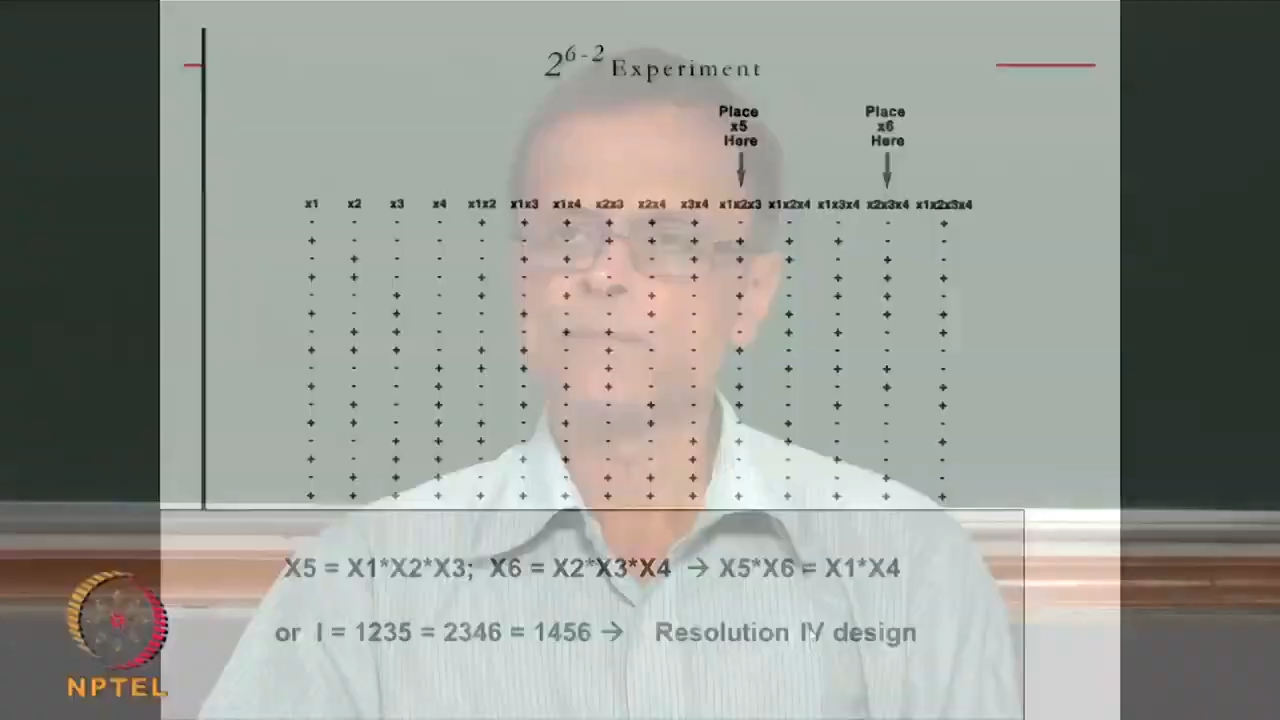 2^6-2 Experiment
Place x5 Here
Place x6 Here
x1 x2 x3 x4 x1x2 x1x3 x1x4 x2x3 x2x4 x3x4 x1x2x3 x1x2x4 x1x3x4 x2x3x4 x1x2x3x4
- - - - + + + + + + - - - - +
+ - - - - - - + + + + + + - -
- + - - - + + - - + + + - + -
+ + - - + - - - - + - - + + +
- - + - + - + - + - + - + + -
+ - + - - + - - + - - + - + +
- + + - - - + + - - - + + - +
+ + + - + + - + - - + - - - -
- - - + + + - + - - - + + + -
+ - - + - - + + - - + - - + +
- + - + - + - - + - + - + - +
+ + - + + - + - + - - + - - -
- - + + + - - - - + + + - - +
+ - + + - + + - - + - - + - -
- + + + - - - + + + - - - + -
+ + + + + + + + + + + + + + +
X5 = X1*X2*X3; X6 = X2*X3*X4 → X5*X6 = X1*X4
or I = 1235 = 2346 = 1456 → Resolution IV design
NPTEL